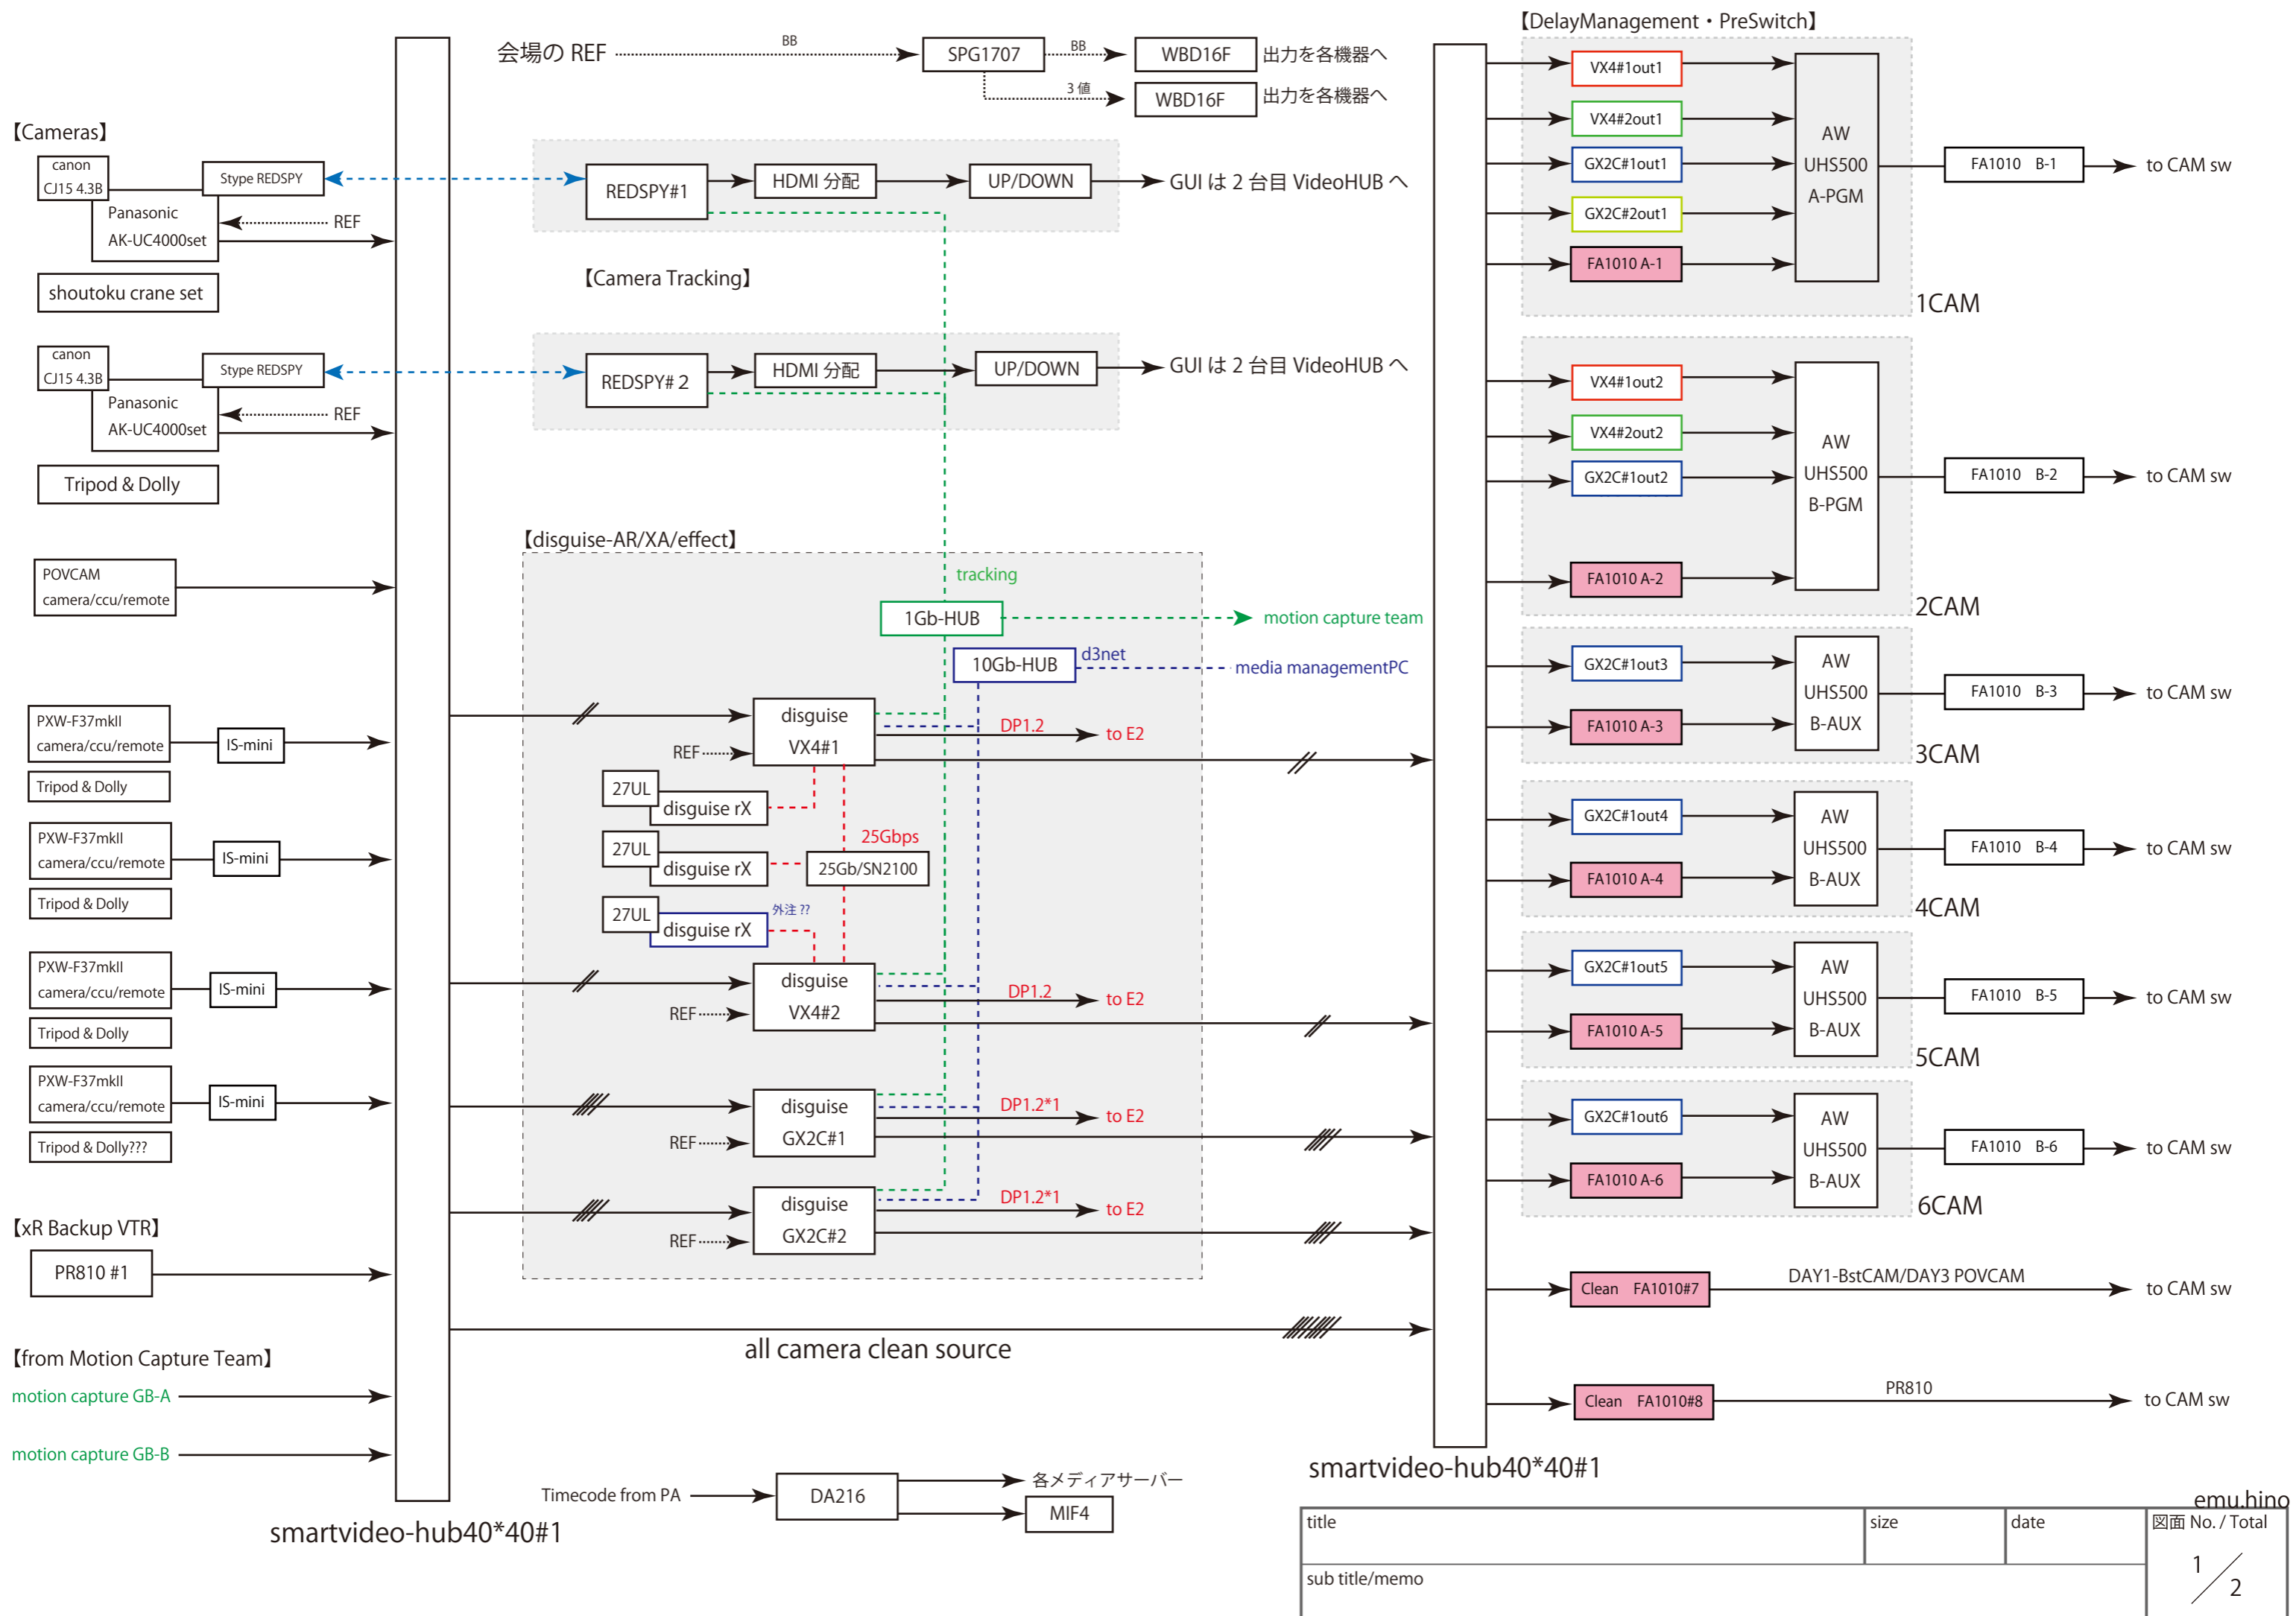 会場の REF
BB
SPG1707
BB
WBD16F
出力を各機器へ
3 値
WBD16F
出力を各機器へ
【Cameras】
canon
CJ15 4.3B
Stype REDSPY
Panasonic
AK-UC4000set
REF
shoutoku crane set
canon
CJ15 4.3B
Stype REDSPY
Panasonic
AK-UC4000set
REF
Tripod & Dolly
POVCAM
camera/ccu/remote
PXW-F37mkII
camera/ccu/remote
IS-mini
Tripod & Dolly
PXW-F37mkII
camera/ccu/remote
IS-mini
Tripod & Dolly
PXW-F37mkII
camera/ccu/remote
IS-mini
Tripod & Dolly
PXW-F37mkII
camera/ccu/remote
IS-mini
Tripod & Dolly???
【xR Backup VTR】
PR810 #1
【from Motion Capture Team】
motion capture GB-A
motion capture GB-B
smartvideo-hub40*40#1
REDSPY#1
HDMI 分配
UP/DOWN
GUI は 2 台目 VideoHUB へ
【Camera Tracking】
REDSPY# 2
HDMI 分配
UP/DOWN
GUI は 2 台目 VideoHUB へ
【disguise-AR/XA/effect】
tracking
1Gb-HUB
motion capture team
10Gb-HUB
d3net
media managementPC
disguise
VX4#1
REF
DP1.2
to E2
27UL
disguise rX
25Gbps
27UL
disguise rX
25Gb/SN2100
27UL
disguise rX
外注 ??
disguise
VX4#2
REF
DP1.2
to E2
disguise
GX2C#1
REF
DP1.2*1
to E2
disguise
GX2C#2
REF
DP1.2*1
to E2
all camera clean source
Timecode from PA
DA216
各メディアサーバー
MIF4
【DelayManagement・PreSwitch】
VX4#1out1
VX4#2out1
GX2C#1out1
GX2C#2out1
FA1010 A-1
AW
UHS500
A-PGM
FA1010 B-1
to CAM sw
1CAM
VX4#1out2
VX4#2out2
GX2C#1out2
FA1010 A-2
AW
UHS500
B-PGM
FA1010 B-2
to CAM sw
2CAM
GX2C#1out3
FA1010 A-3
AW
UHS500
B-AUX
FA1010 B-3
to CAM sw
3CAM
GX2C#1out4
FA1010 A-4
AW
UHS500
B-AUX
FA1010 B-4
to CAM sw
4CAM
GX2C#1out5
FA1010 A-5
AW
UHS500
B-AUX
FA1010 B-5
to CAM sw
5CAM
GX2C#1out6
FA1010 A-6
AW
UHS500
B-AUX
FA1010 B-6
to CAM sw
6CAM
Clean FA1010#7
DAY1-BstCAM/DAY3 POVCAM
to CAM sw
Clean FA1010#8
PR810
to CAM sw
smartvideo-hub40*40#1
emu.hino
title
size
date
図面 No. / Total
sub title/memo
1/2